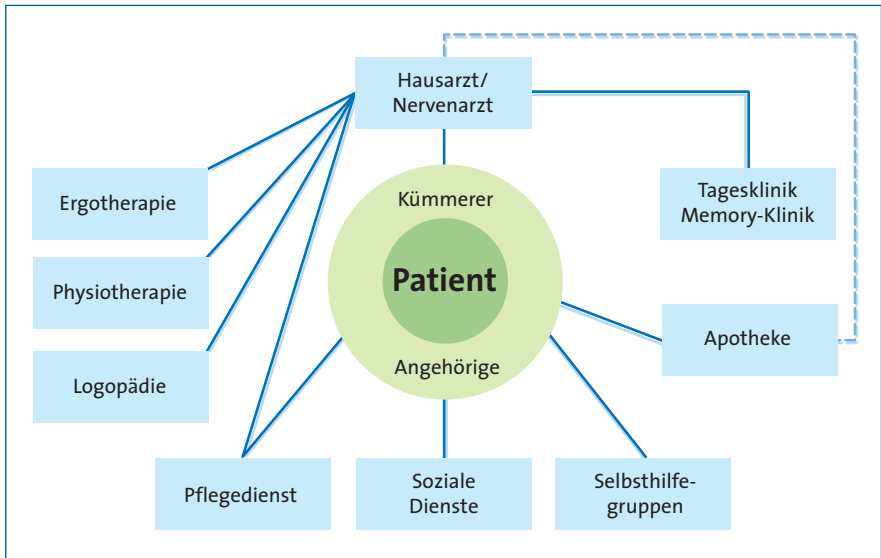 Hausarzt/
Nervenarzt
Ergotherapie
Kümmerer
Tagesklinik
Memory-Klinik
Physiotherapie
Patient
Apotheke
Logopädie
Angehörige
Pflegedienst
Soziale
Dienste
Selbsthilfe-
gruppen